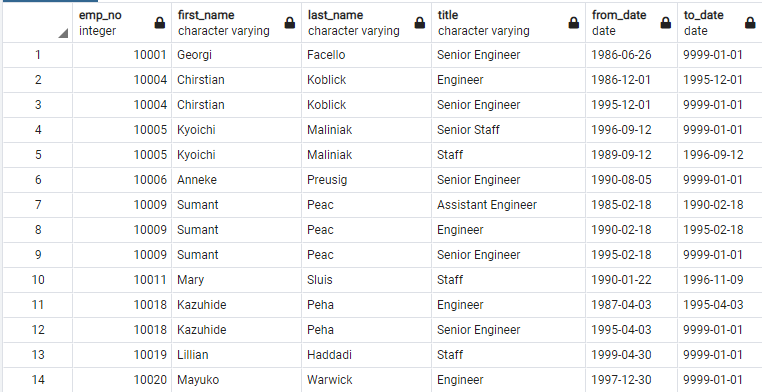 emp_no first_name last_name title from_date to_date
integer character varying character varying character varying date date
1 10001 Georgi Facello Senior Engineer 1986-06-26 9999-01-01
2 10004 Chirstian Koblick Engineer 1986-12-01 1995-12-01
3 10004 Chirstian Koblick Senior Engineer 1995-12-01 9999-01-01
4 10005 Kyoichi Maliniak Senior Staff 1996-09-12 9999-01-01
5 10005 Kyoichi Maliniak Staff 1989-09-12 1996-09-12
6 10006 Anneke Preusig Senior Engineer 1990-08-05 9999-01-01
7 10009 Sumant Peac Assistant Engineer 1985-02-18 1990-02-18
8 10009 Sumant Peac Engineer 1990-02-18 1995-02-18
9 10009 Sumant Peac Senior Engineer 1995-02-18 9999-01-01
10 10011 Mary Sluis Staff 1990-01-22 1996-11-09
11 10018 Kazuhide Peha Engineer 1987-04-03 1995-04-03
12 10018 Kazuhide Peha Senior Engineer 1995-04-03 9999-01-01
13 10019 Lillian Haddadi Staff 1999-04-30 9999-01-01
14 10020 Mayuko Warwick Engineer 1997-12-30 9999-01-01